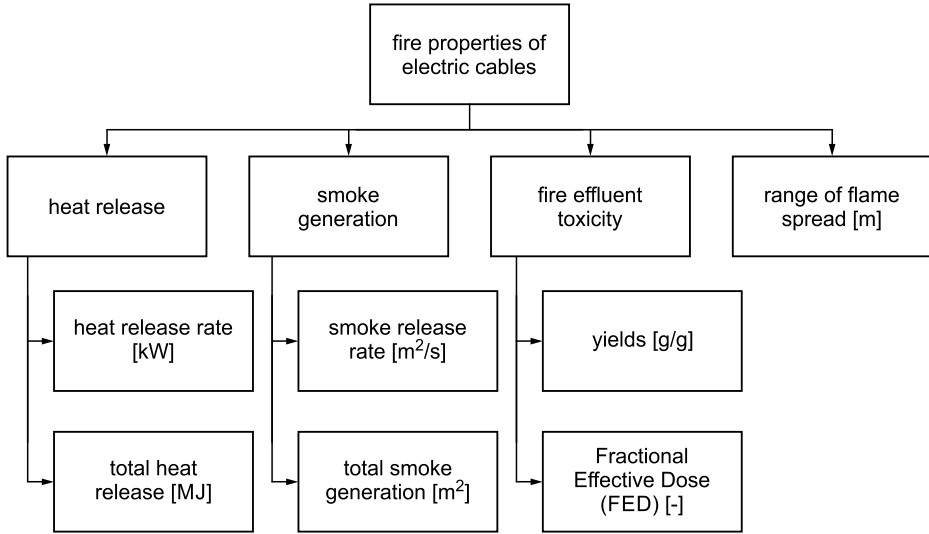 fire properties of
electric cables
heat release
smoke
generation
fire effluent
toxicity
range of flame
spread [m]
heat release rate
[kW]
smoke release
rate [m²/s]
yields [g/g]
total heat
release [MJ]
total smoke
generation [m²]
Fractional
Effective Dose
(FED) [-]